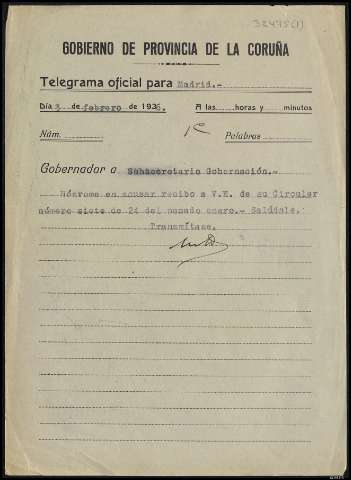 32475(1)
GOBIERNO DE PROVINCIA DE LA CORUÑA
Telegrama oficial para Madrid.-
Día 3 de febrero de 1936. A las horas y minutos
Núm. Palabras
Gobernador a Subsecretario Gobernación.-
Hónrome en acusar recibo a V.E. de su Circular
número siete de 24 del pasado enero.- Salúdale.
Transmítase.